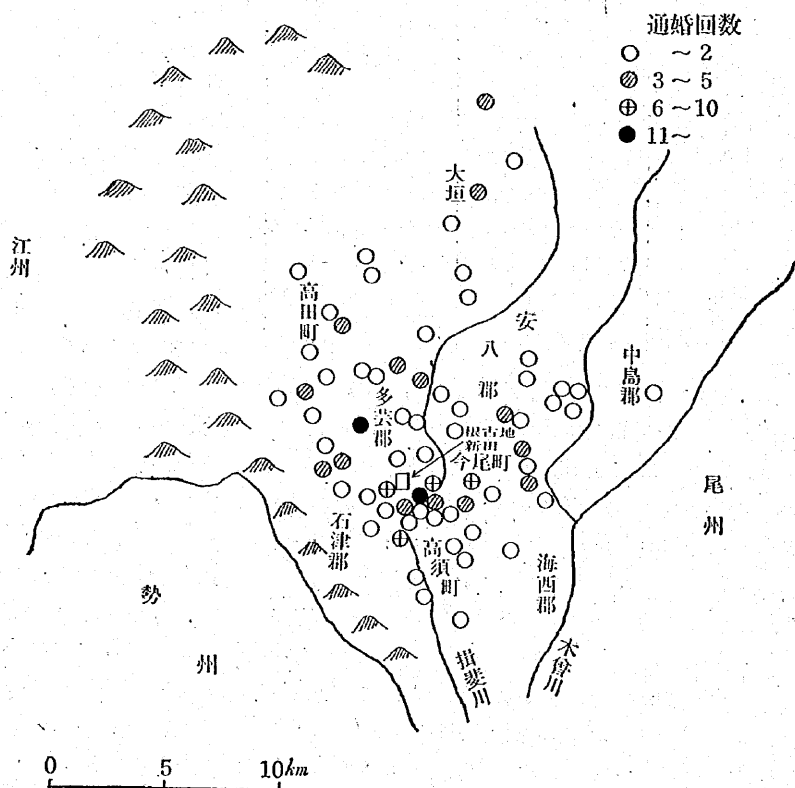 通婚回数
～2
3～5
6～10
11～
大垣
江州
高田町
安八郡
中島郡
多芸郡
根古地
新田
今尾町
尾州
石津郡
高須町
海西郡
勢州
揖斐川
木曾川
0 5 10km